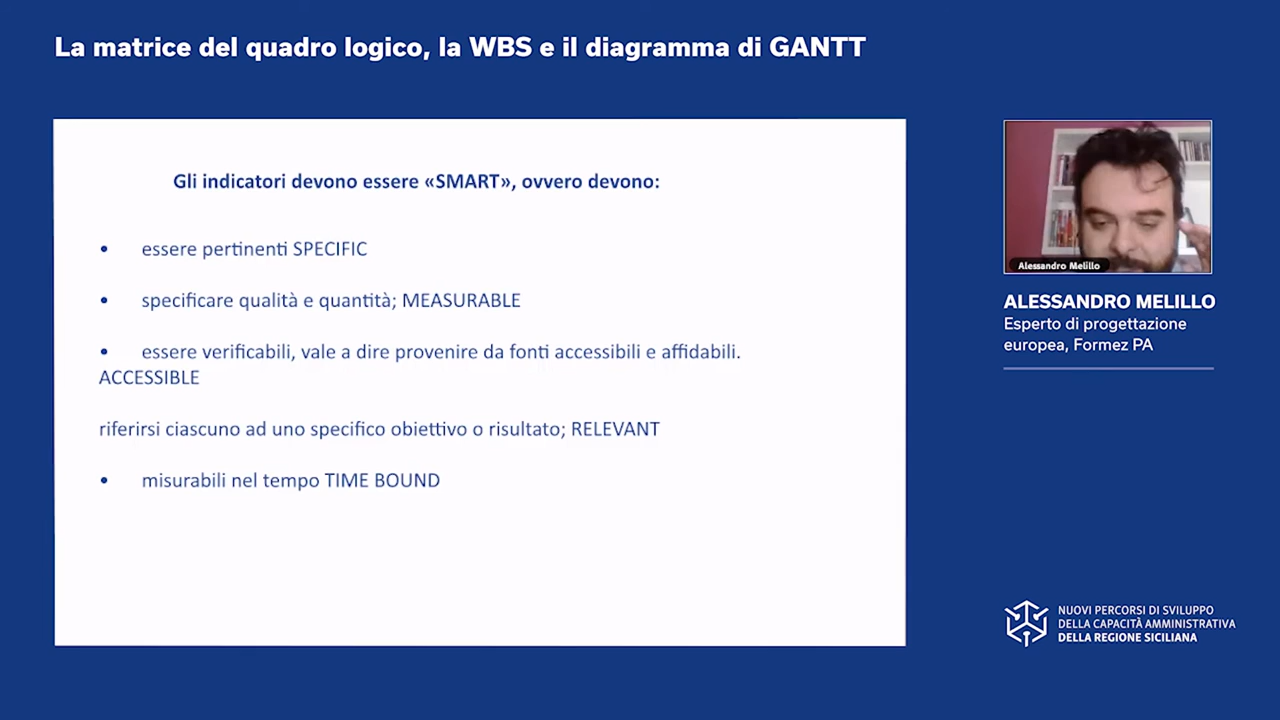 La matrice del quadro logico, la WBS e il diagramma di GANTT
Gli indicatori devono essere «SMART», ovvero devono:
• essere pertinenti SPECIFIC
• specificare qualità e quantità; MEASURABLE
• essere verificabili, vale a dire provenire da fonti accessibili e affidabili.
ACCESSIBLE
riferirsi ciascuno ad uno specifico obiettivo o risultato; RELEVANT
• misurabili nel tempo TIME BOUND
Alessandro Melillo
ALESSANDRO MELILLO
Esperto di progettazione
europea, Formez PA
NUOVI PERCORSI DI SVILUPPO
DELLA CAPACITÀ AMMINISTRATIVA
DELLA REGIONE SICILIANA